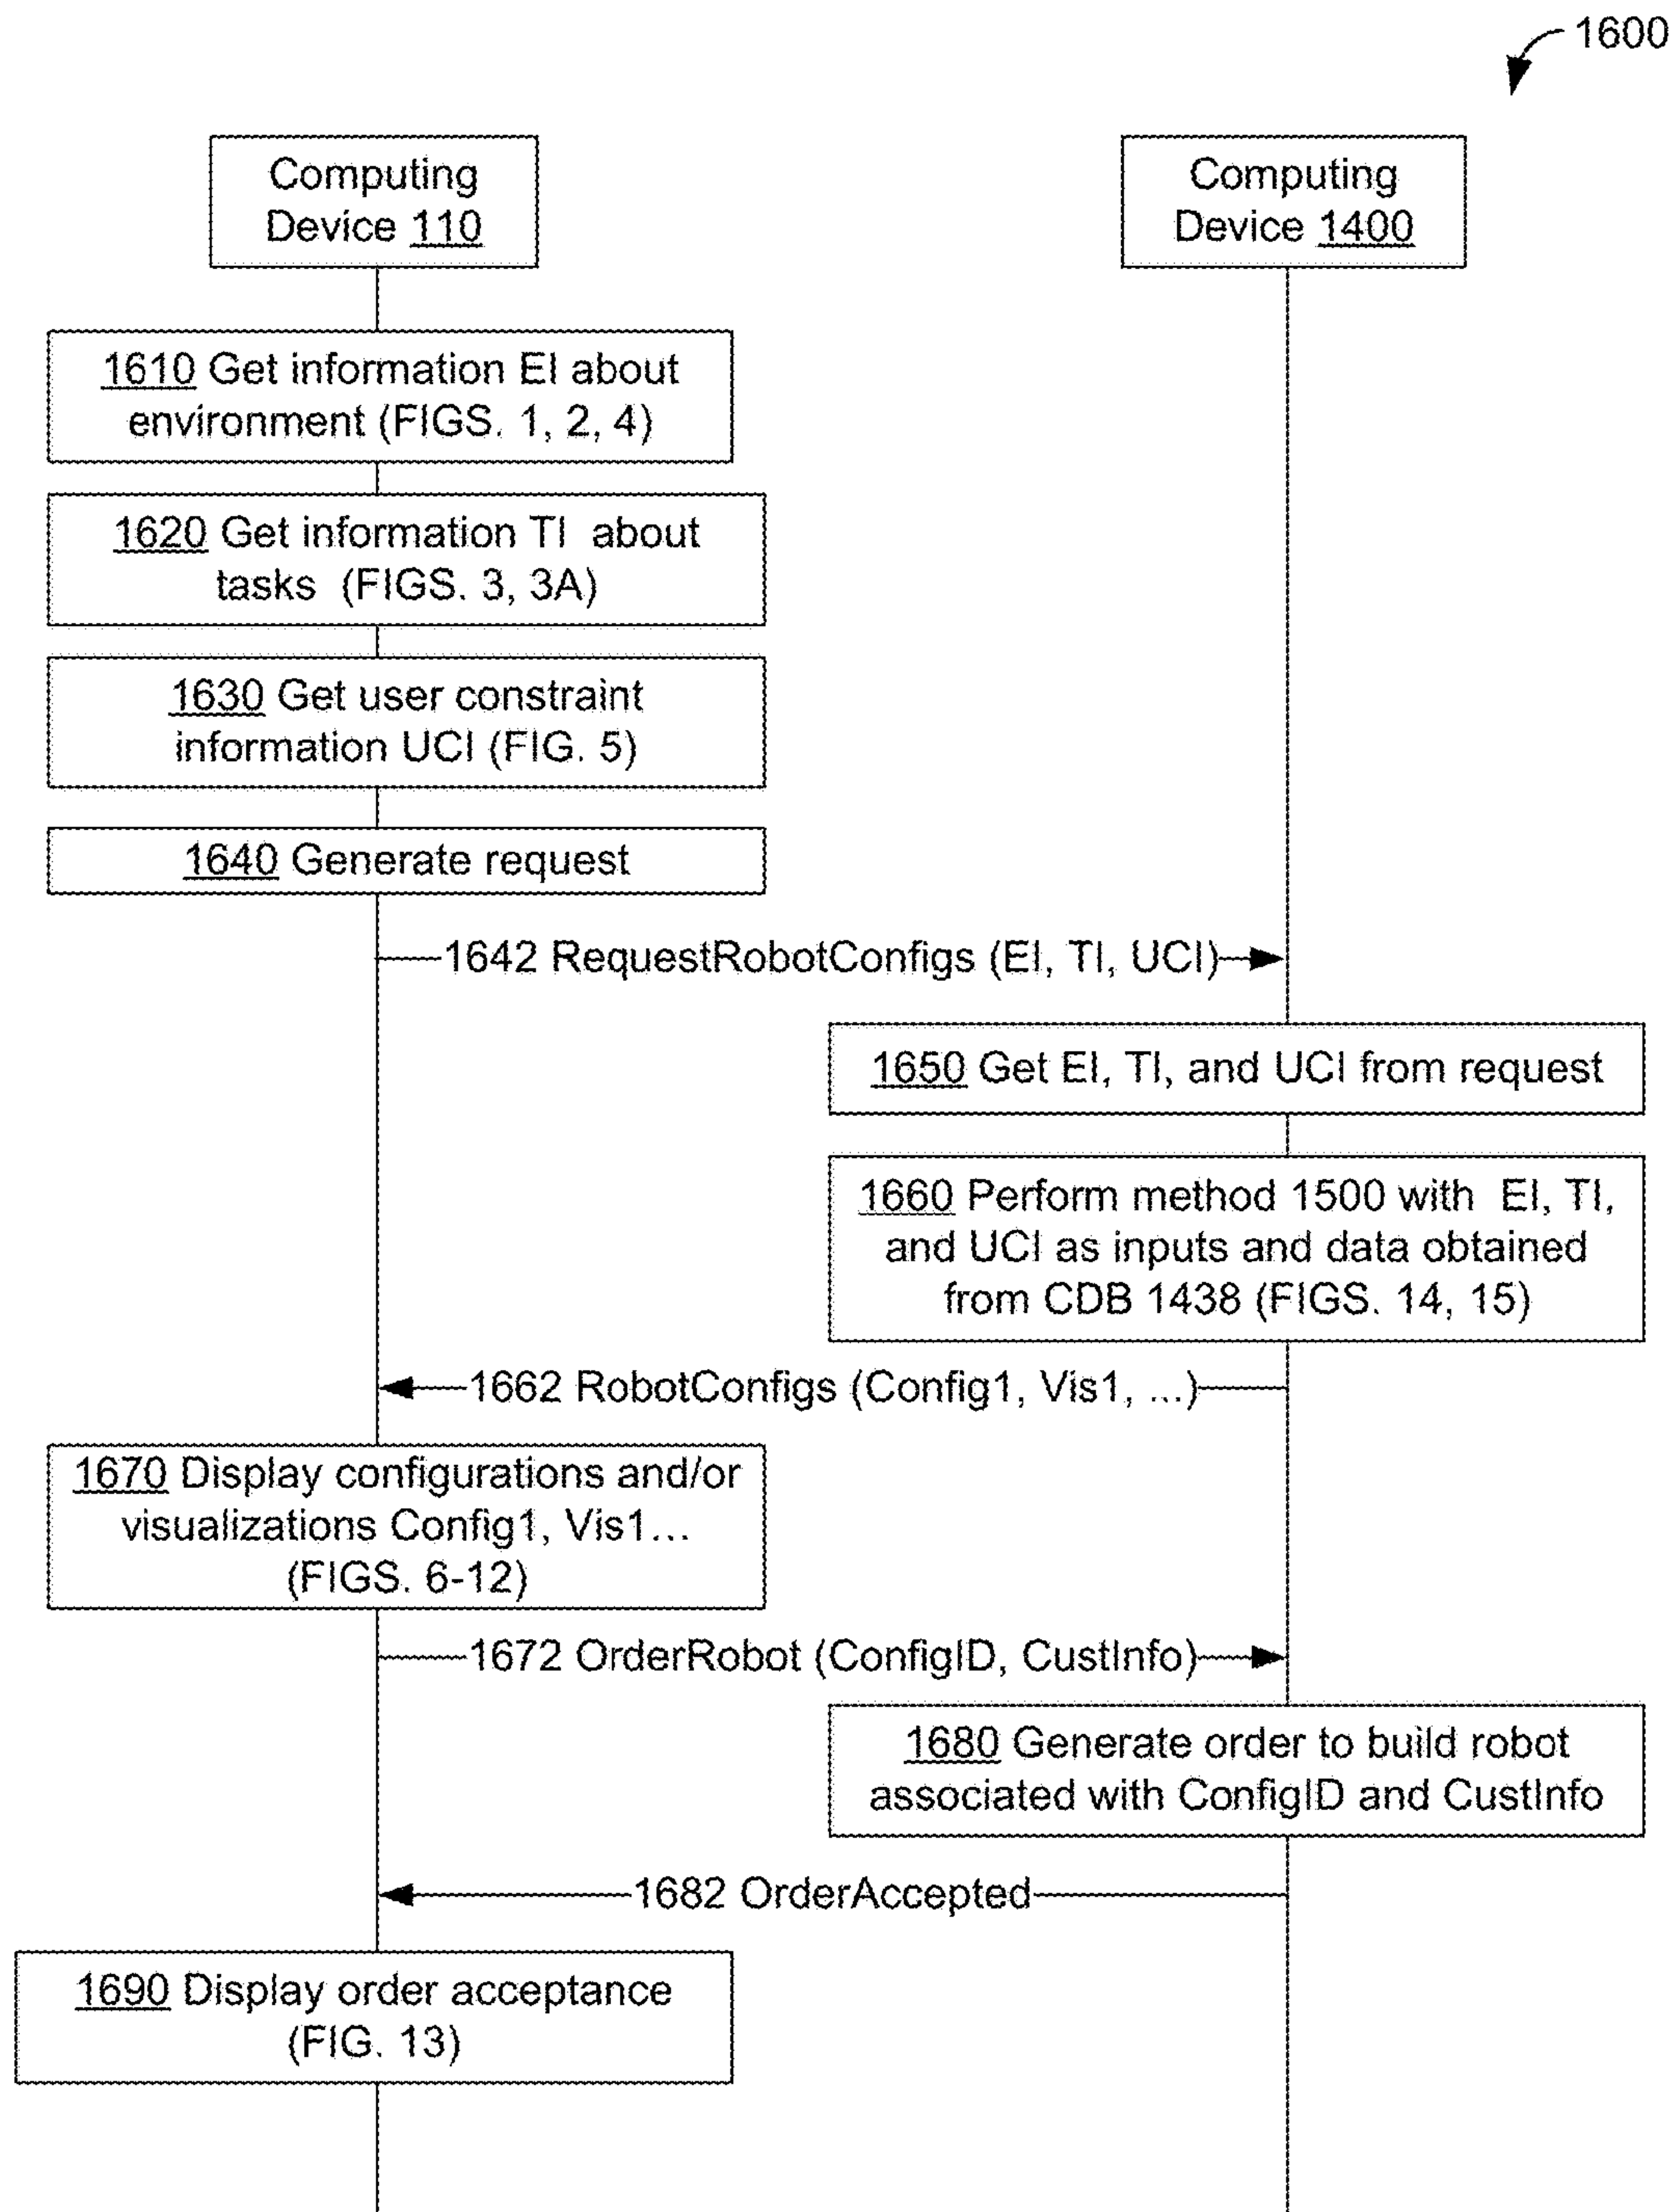 1600
Computing
Device 110
Computing
Device 1400
1610 Get information EI about
environment (FIGS. 1, 2, 4)
1620 Get information TI about
tasks (FIGS. 3, 3A)
1630 Get user constraint
information UCI (FIG. 5)
1640 Generate request
1642 RequestRobotConfigs (EI, TI, UCI)
1650 Get EI, TI, and UCI from request
1660 Perform method 1500 with EI, TI,
and UCI as inputs and data obtained
from CDB 1438 (FIGS. 14, 15)
1662 RobotConfigs (Config1, Vis1, ...)
1670 Display configurations and/or
visualizations Config1, Vis1...
(FIGS. 6-12)
1672 OrderRobot (ConfigID, CustInfo)
1680 Generate order to build robot
associated with ConfigID and CustInfo
1682 OrderAccepted
1690 Display order acceptance
(FIG. 13)